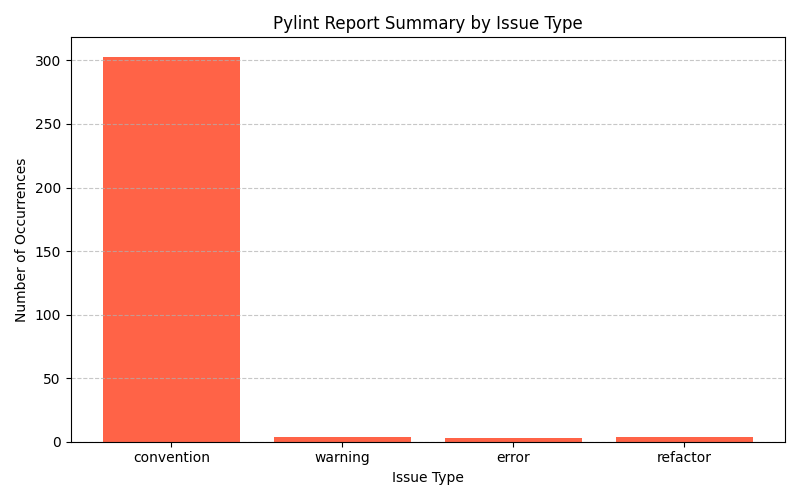 Pylint Report Summary by Issue Type
Number of Occurrences
300
250
200
150
100
50
0
convention warning error refactor
Issue Type